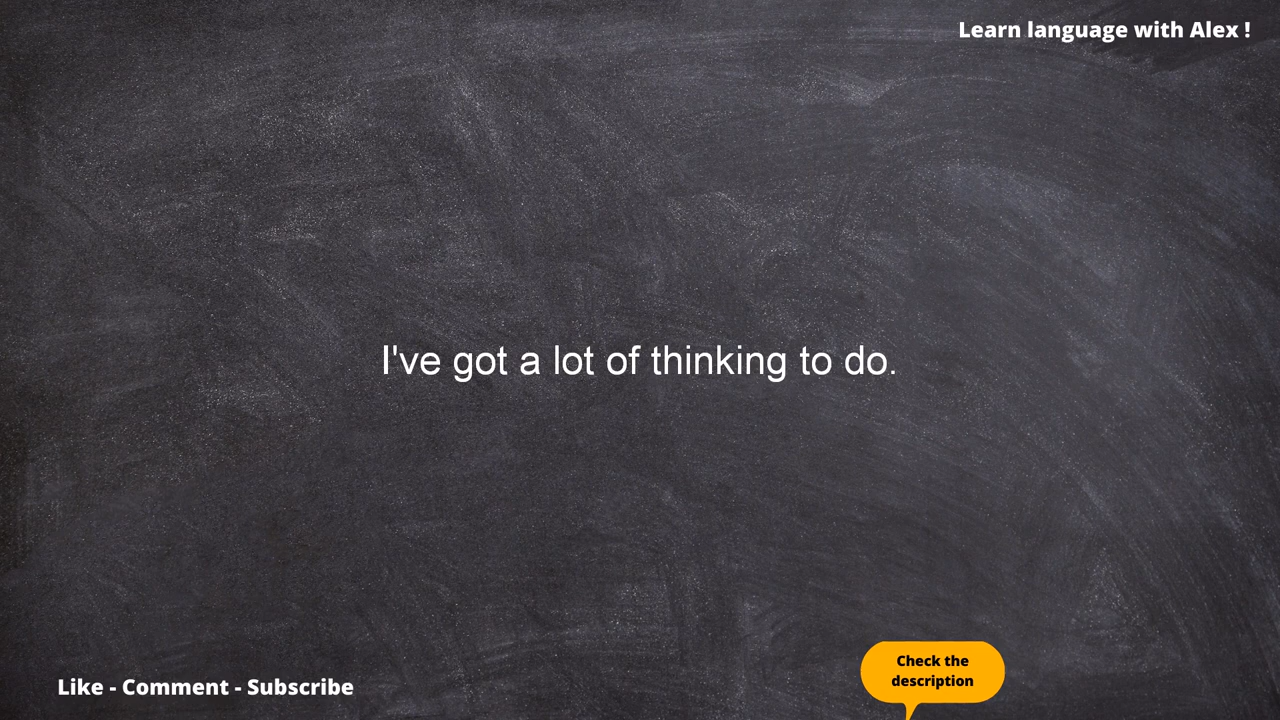 Learn language with Alex !
I've got a lot of thinking to do.
Check the
description
Like - Comment - Subscribe